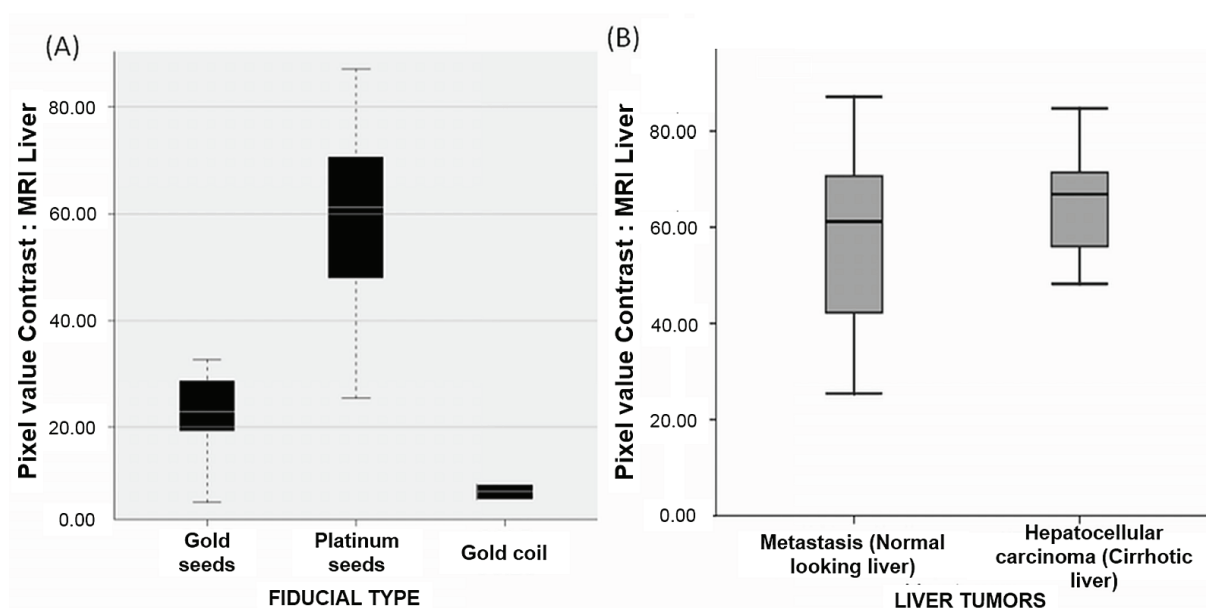 (A)
Pixel value Contrast : MRI Liver
80.00
60.00
40.00
20.00
0.00
Gold
seeds
Platinum
seeds
Gold coil
FIDUCIAL TYPE
(B)
Pixel value Contrast : MRI Liver
80.00
60.00
40.00
20.00
0.00
Metastasis (Normal
looking liver)
Hepatocellular
carcinoma (Cirrhotic
liver)
LIVER TUMORS